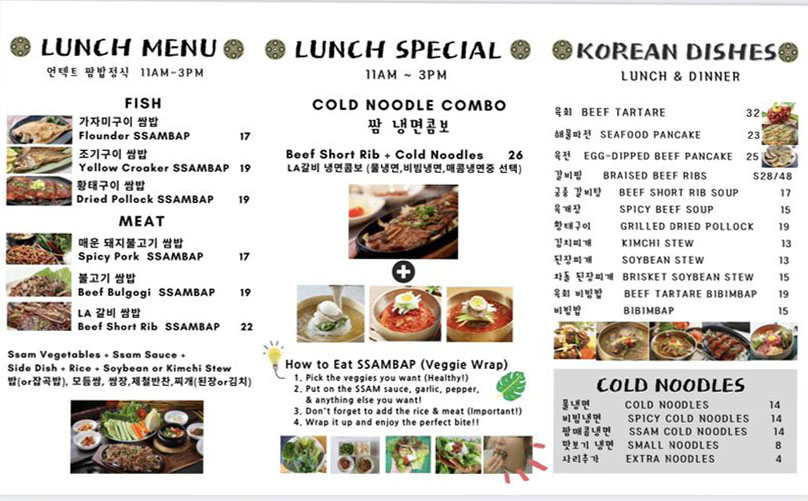 LUNCH MENU
언텍트 쌈밥정식 11AM-3PM
FISH
가자미구이 쌈밥
Flounder SSAMBAP 17
조기구이 쌈밥
Yellow Croaker SSAMBAP 19
황태구이 쌈밥
Dried Pollock SSAMBAP 19
MEAT
매운 돼지불고기 쌈밥
Spicy Pork SSAMBAP 17
불고기 쌈밥
Beef Bulgogi SSAMBAP 19
LA 갈비 쌈밥
Beef Short Rib SSAMBAP 22
Ssam Vegetables + Ssam Sauce +
Side Dish + Rice + Soybean or Kimchi Stew
밥(or잡곡밥), 모듬쌈, 쌈장,제철반찬,찌개(된장or김치)
LUNCH SPECIAL
11AM ~ 3PM
COLD NOODLE COMBO
쌈 냉면콤보
Beef Short Rib + Cold Noodles 26
LA갈비 냉면콤보 (물냉면,비빔냉면,매콤냉면중 선택)
How to Eat SSAMBAP (Veggie Wrap)
1. Pick the veggies you want (Healthy!)
2. Put on the SSAM sauce, garlic, pepper,
& anything else you want!
3. Don't forget to add the rice & meat (Important!)
4. Wrap it up and enjoy the perfect bite!!
KOREAN DISHES
LUNCH & DINNER
육회 BEEF TARTARE 32
해물파전 SEAFOOD PANCAKE 23
육전 EGG-DIPPED BEEF PANCAKE 25
갈비찜 BRAISED BEEF RIBS S28/48
궁중 갈비탕 BEEF SHORT RIB SOUP 17
육개장 SPICY BEEF SOUP 15
황태구이 GRILLED DRIED POLLOCK 19
김치찌개 KIMCHI STEW 13
된장찌개 SOYBEAN STEW 13
차돌 된장찌개 BRISKET SOYBEAN STEW 15
육회 비빔밥 BEEF TARTARE BIBIMBAP 19
비빔밥 BIBIMBAP 15
COLD NOODLES
물냉면 COLD NOODLES 14
비빔냉면 SPICY COLD NOODLES 14
쌈매콤냉면 SSAM COLD NOODLES 14
맛보기 냉면 SMALL NOODLES 8
사리추가 EXTRA NOODLES 4